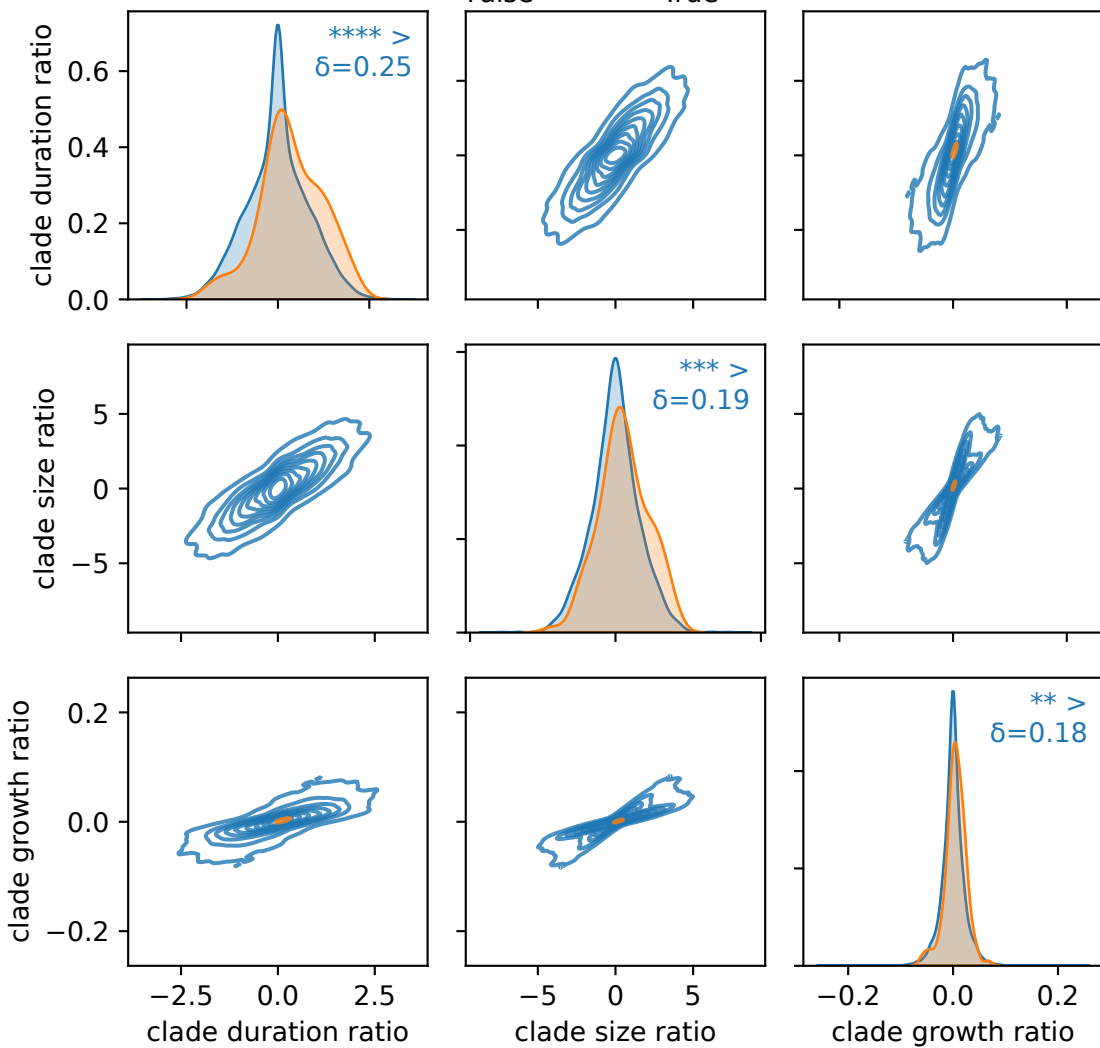 **** >
δ=0.25
clade duration ratio
0.6
0.4
0.2
0.0
*** >
δ=0.19
clade size ratio
5
0
−5
** >
δ=0.18
clade growth ratio
0.2
0.0
−0.2
−2.5 0.0 2.5
−5 0 5
−0.2 0.0 0.2
clade duration ratio
clade size ratio
clade growth ratio